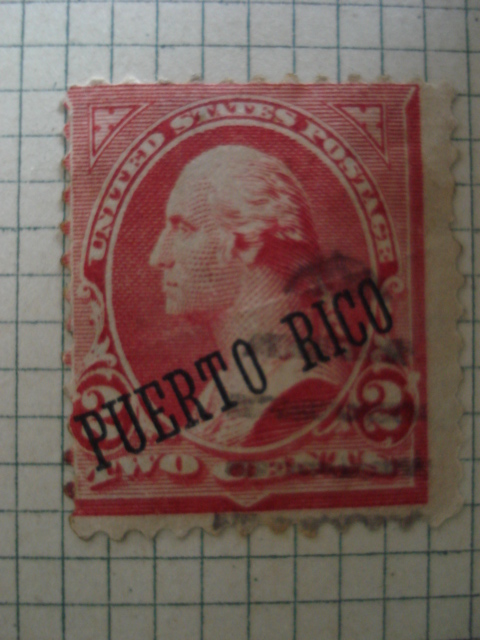 UNITED STATES POSTAGE
PUERTO RICO
2 2
TWO CENTS